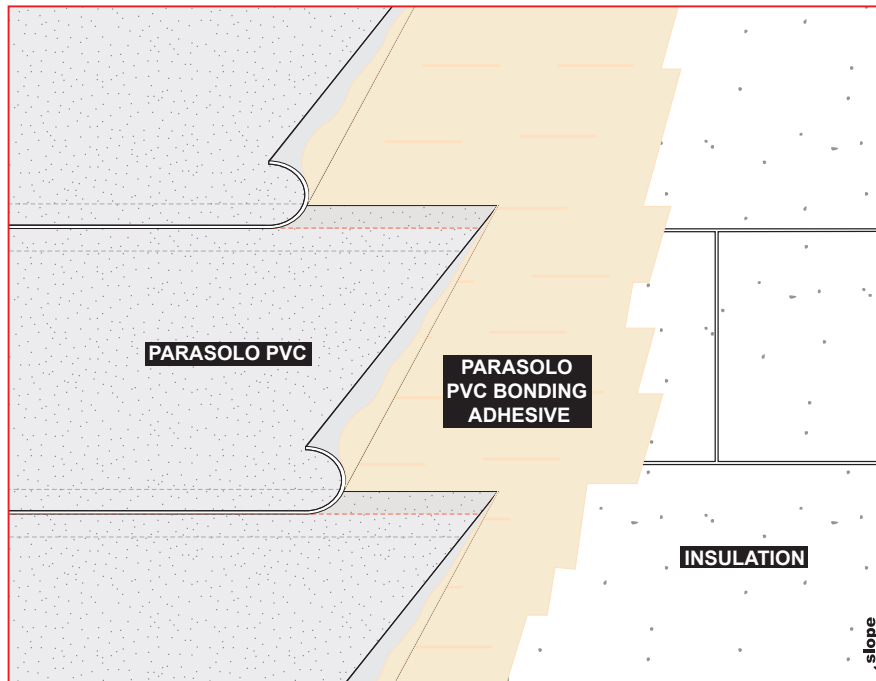 PARASOLO PVC
PARASOLO
PVC BONDING
ADHESIVE
INSULATION
slope